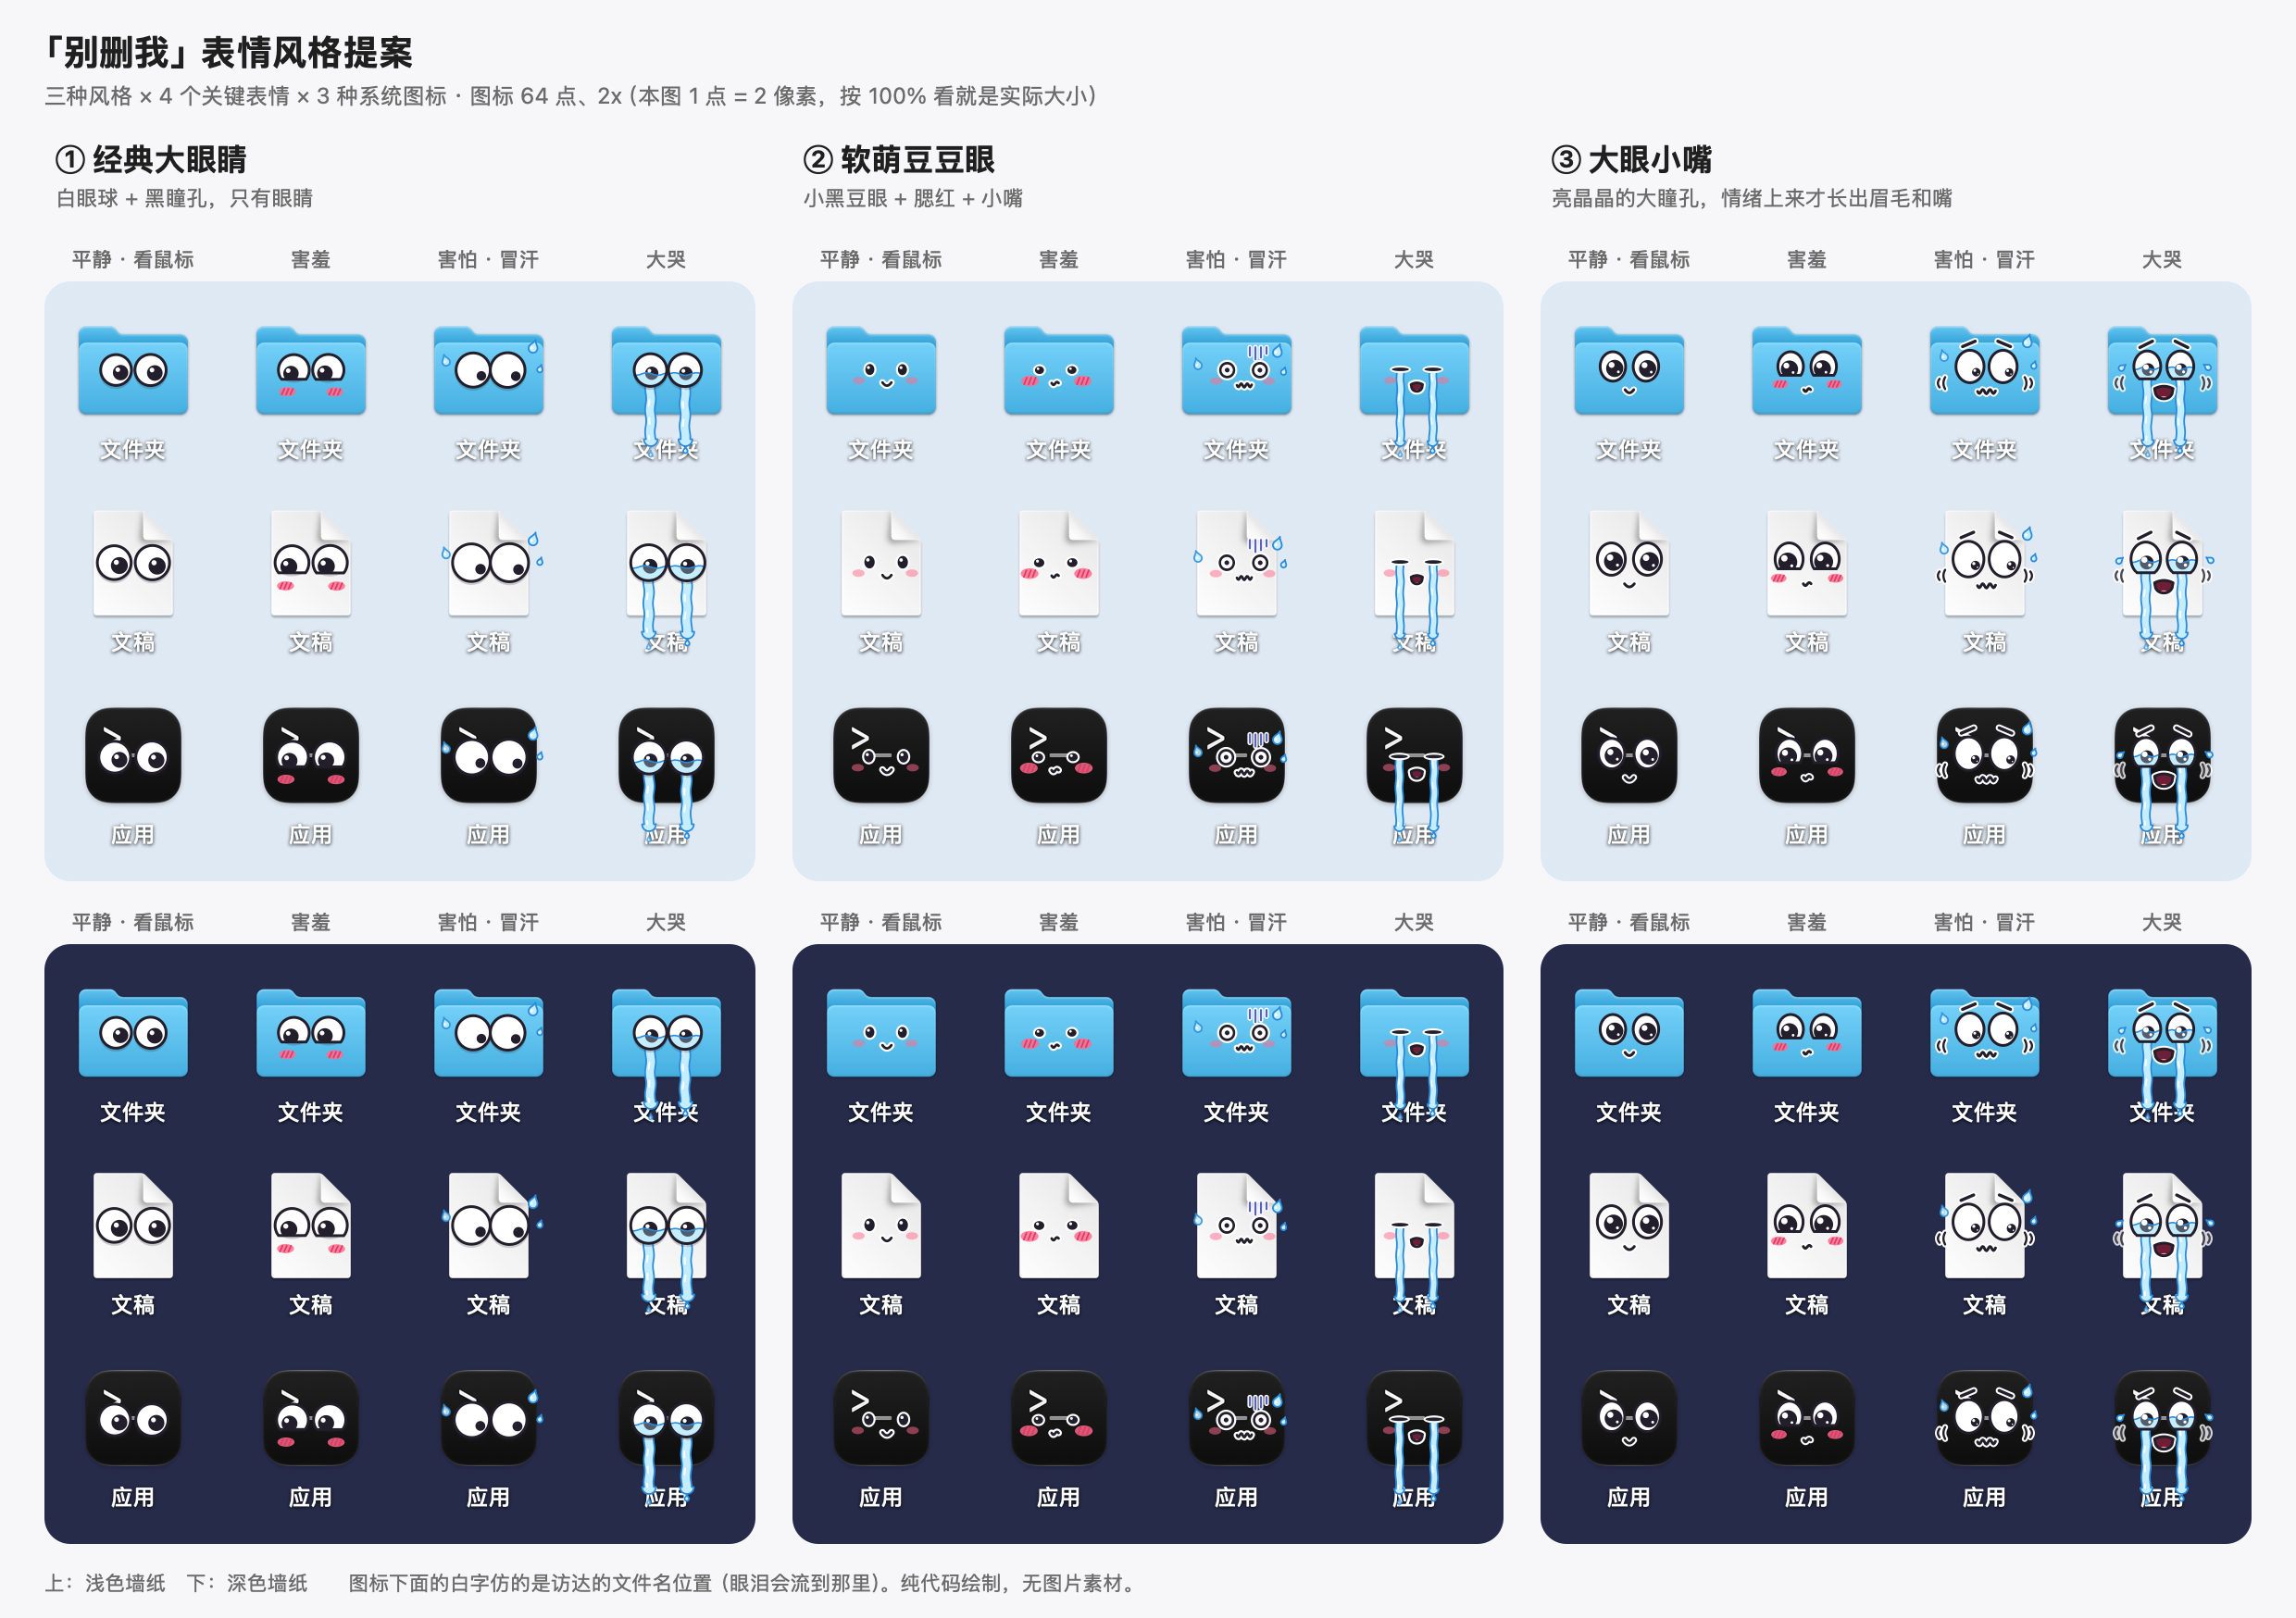 「别删我」表情风格提案
三种风格 × 4 个关键表情 × 3 种系统图标 · 图标 64 点、2x (本图 1 点 = 2 像素，按 100% 看就是实际大小)
① 经典大眼睛
白眼球 + 黑瞳孔，只有眼睛
② 软萌豆豆眼
小黑豆眼 + 腮红 + 小嘴
③ 大眼小嘴
亮晶晶的大瞳孔，情绪上来才长出眉毛和嘴
平静 · 看鼠标 害羞 害怕 · 冒汗 大哭 平静 · 看鼠标 害羞 害怕 · 冒汗 大哭 平静 · 看鼠标 害羞 害怕 · 冒汗 大哭
文件夹 文件夹 文件夹 文件夹 文件夹 文件夹 文件夹 文件夹 文件夹 文件夹 文件夹 文件夹
文稿 文稿 文稿 文稿 文稿 文稿 文稿 文稿 文稿 文稿 文稿 文稿
应用 应用 应用 应用 应用 应用 应用 应用 应用 应用 应用 应用
平静 · 看鼠标 害羞 害怕 · 冒汗 大哭 平静 · 看鼠标 害羞 害怕 · 冒汗 大哭 平静 · 看鼠标 害羞 害怕 · 冒汗 大哭
文件夹 文件夹 文件夹 文件夹 文件夹 文件夹 文件夹 文件夹 文件夹 文件夹 文件夹 文件夹
文稿 文稿 文稿 文稿 文稿 文稿 文稿 文稿 文稿 文稿 文稿 文稿
应用 应用 应用 应用 应用 应用 应用 应用 应用 应用 应用 应用
上：浅色墙纸 下：深色墙纸 图标下面的白字仿的是访达的文件名位置 (眼泪会流到那里)。纯代码绘制，无图片素材。